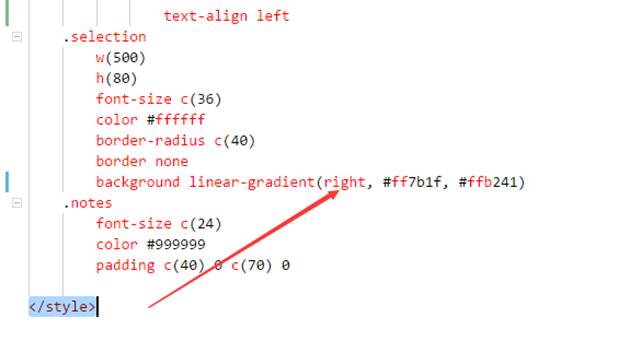 text-align left
.selection
w(500)
h(80)
font-size c(36)
color #ffffff
border-radius c(40)
border none
background linear-gradient(right, #ff7b1f, #ffb241)
.notes
font-size c(24)
color #999999
padding c(40) 0 c(70) 0
</style>